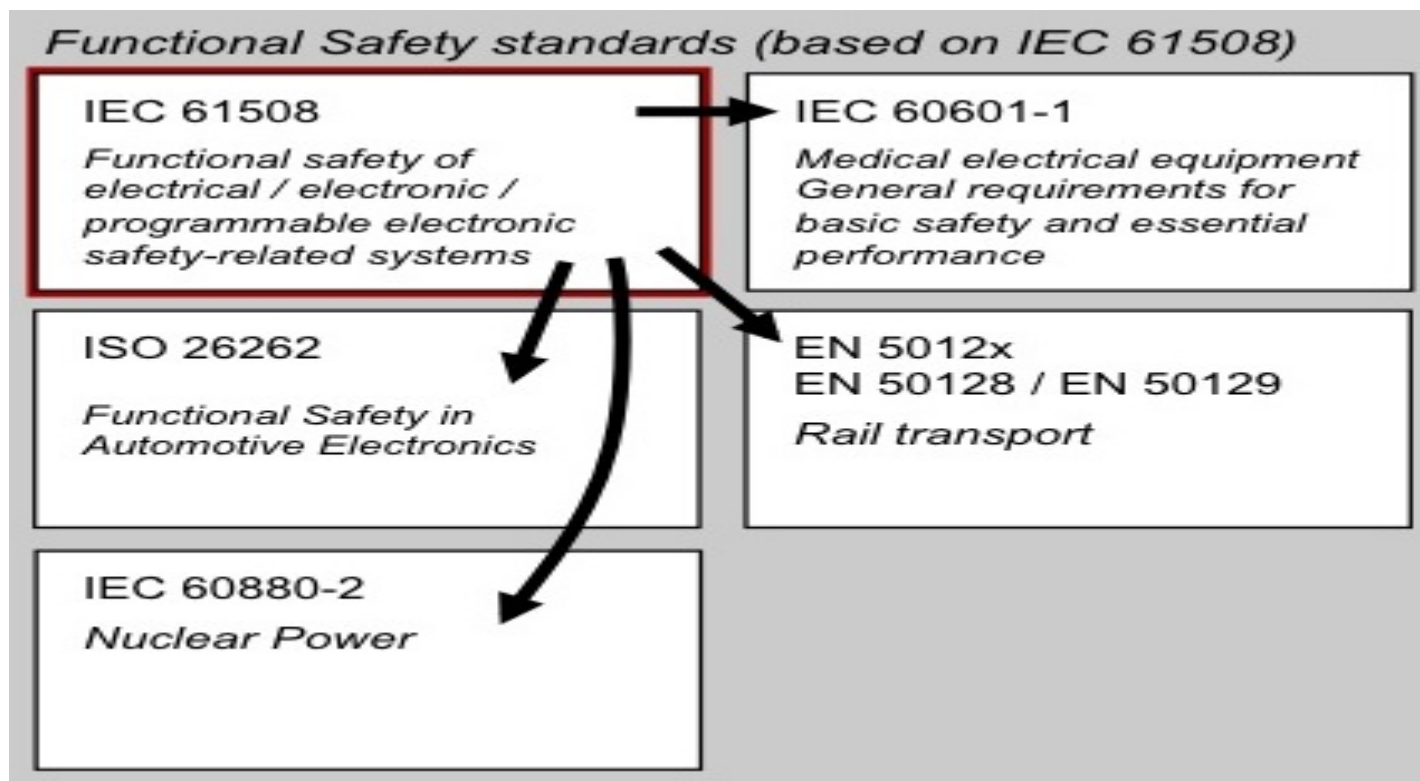 Functional Safety standards (based on IEC 61508)
IEC 61508
Functional safety of
electrical / electronic /
programmable electronic
safety-related systems
IEC 60601-1
Medical electrical equipment
General requirements for
basic safety and essential
performance
ISO 26262
Functional Safety in
Automotive Electronics
EN 5012x
EN 50128 / EN 50129
Rail transport
IEC 60880-2
Nuclear Power